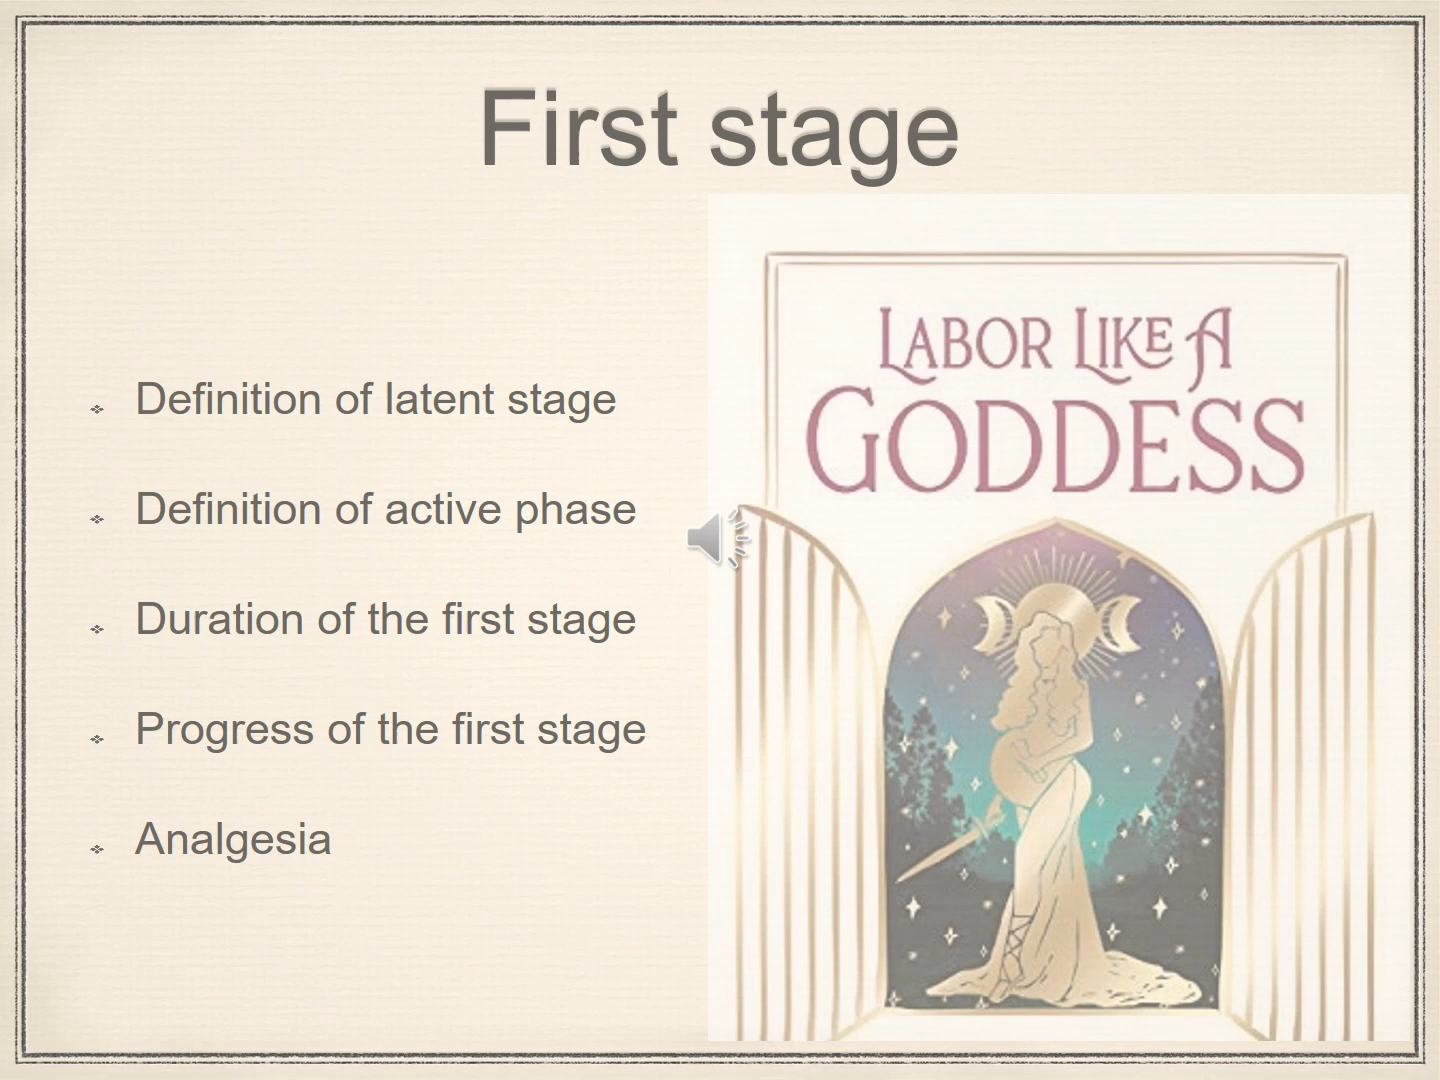 First stage
Definition of latent stage
Definition of active phase
Duration of the first stage
Progress of the first stage
Analgesia
LABOR LIKE A
GODDESS